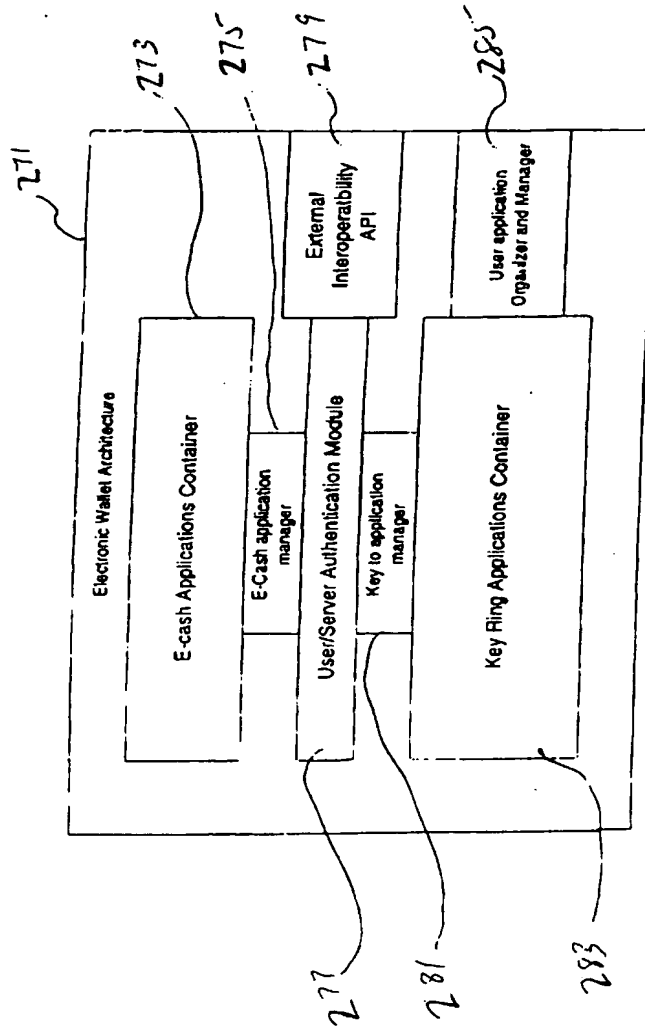 271
273
275
279
285
Electronic Wallet Architecture
E-cash Applications Container
E-Cash application
manager
User/Server Authentication Module
External
Interoperatbility
API
Key to application
manager
Key Ring Applications Container
User application
Organizer and Manager
277
281
283